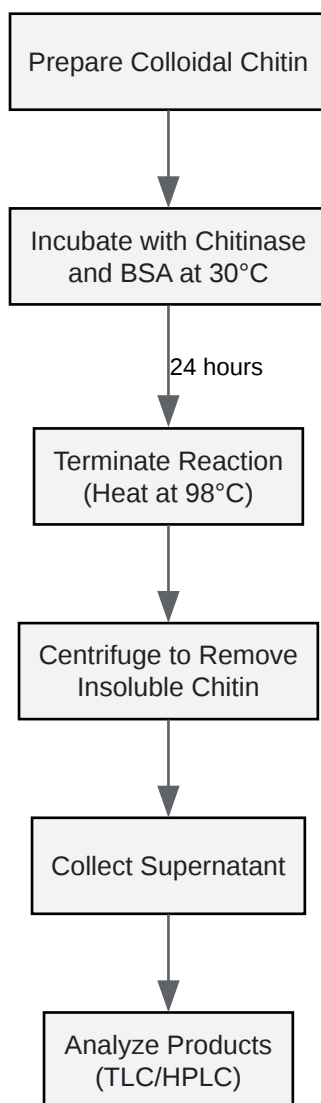 Prepare Colloidal Chitin
Incubate with Chitinase
and BSA at 30°C
24 hours
Terminate Reaction
(Heat at 98°C)
Centrifuge to Remove
Insoluble Chitin
Collect Supernatant
Analyze Products
(TLC/HPLC)